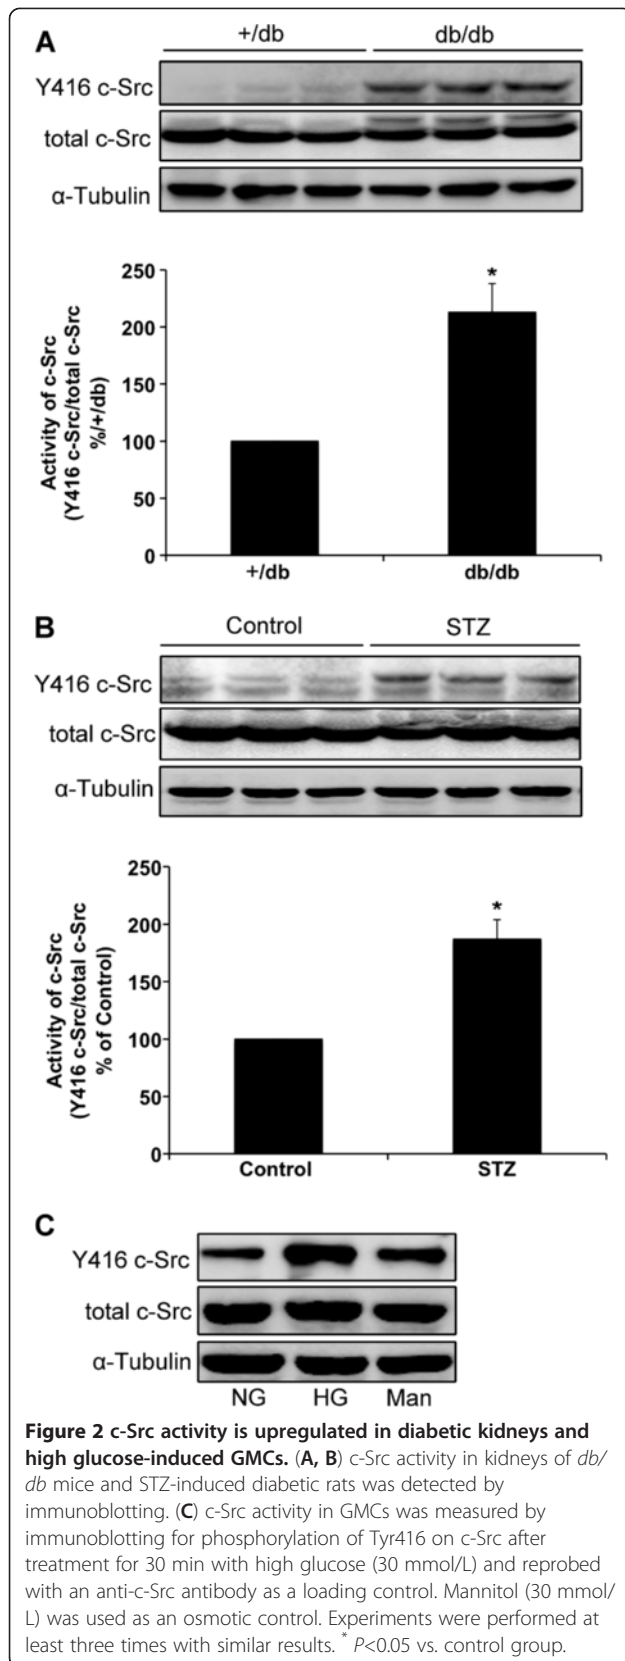 A
+/db db/db
Y416 c-Src
total c-Src
α-Tubulin
250
200
150
100
50
0
Activity of c-Src
(Y416 c-Src/total c-Src
%/+/db)
*
+/db db/db
B
Control STZ
Y416 c-Src
total c-Src
α-Tubulin
250
200
150
100
50
0
Activity of c-Src
(Y416 c-Src/total c-Src
% of Control)
*
Control STZ
C
Y416 c-Src
total c-Src
α-Tubulin
NG HG Man
Figure 2 c-Src activity is upregulated in diabetic kidneys and
high glucose-induced GMCs. (A, B) c-Src activity in kidneys of db/
db mice and STZ-induced diabetic rats was detected by
immunoblotting. (C) c-Src activity in GMCs was measured by
immunoblotting for phosphorylation of Tyr416 on c-Src after
treatment for 30 min with high glucose (30 mmol/L) and reprobed
with an anti-c-Src antibody as a loading control. Mannitol (30 mmol/
L) was used as an osmotic control. Experiments were performed at
least three times with similar results. * P<0.05 vs. control group.